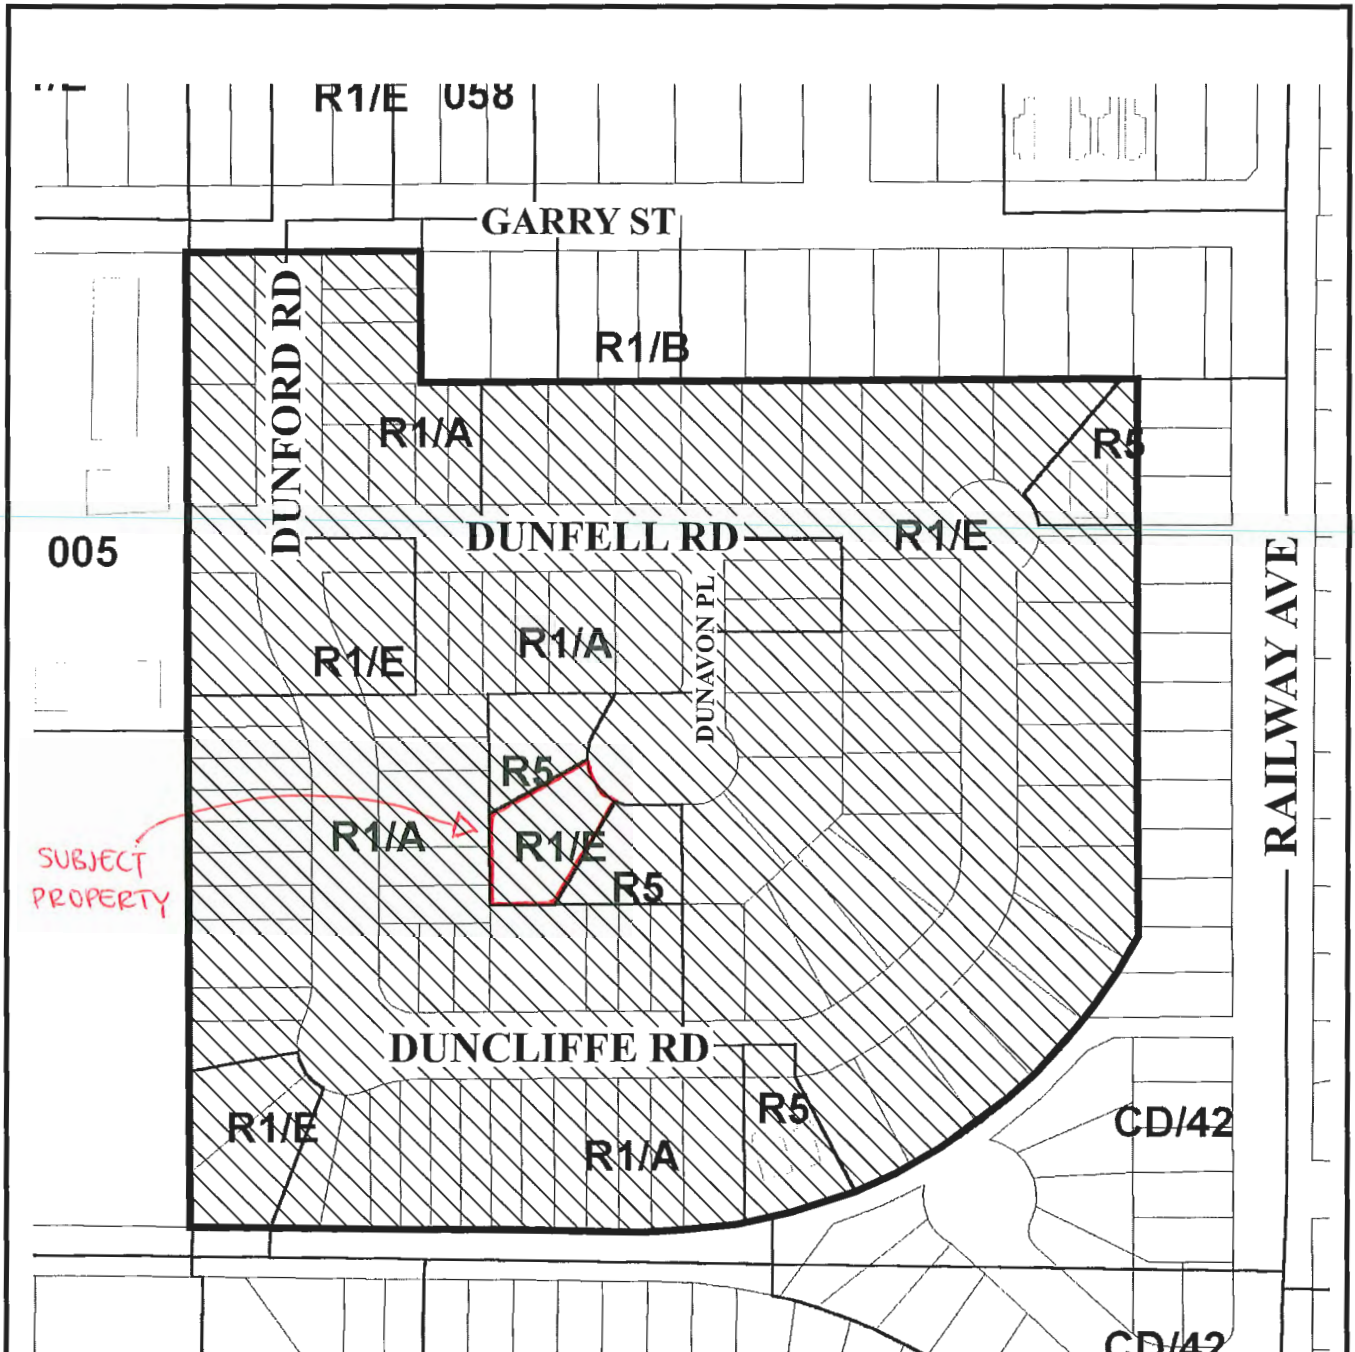 R1/E 058
GARRY ST
DUNFORD RD
R1/B
R1/A
R5
DUNFELL RD
R1/E
005
DUNAVON PL
R1/A
R1/E
RAILWAY AVE
R5
R1/A
R1/E
SUBJECT
PROPERTY
R5
DUNCLIFFE RD
R5
R1/E
CD/42
R1/A
CD/42